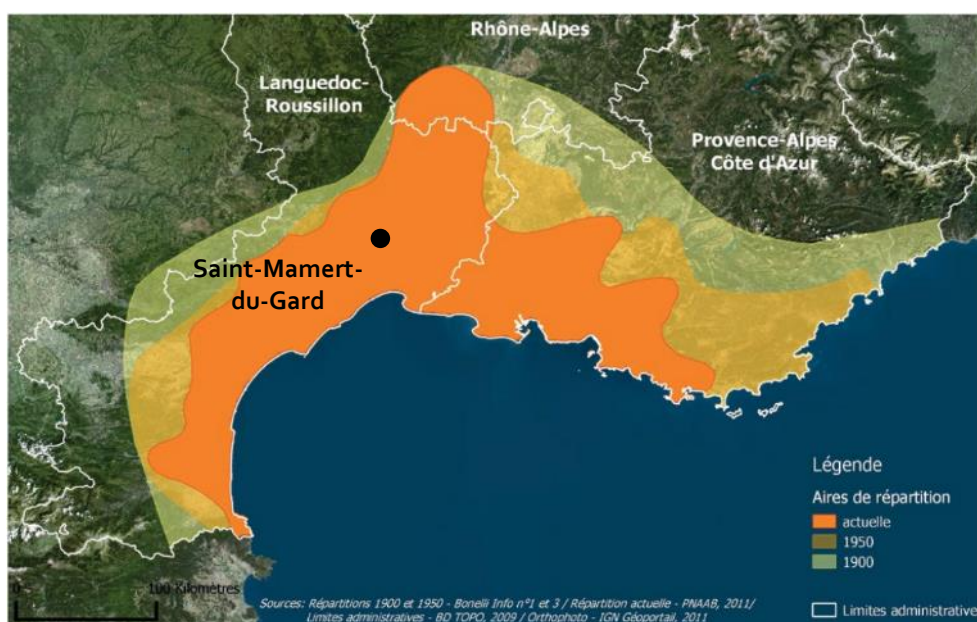 Rhône-Alpes
Languedoc-
Roussillon
Provence-Alpes
Côte d'Azur
Saint-Mamert-
du-Gard
Légende
Aires de répartition
actuelle
1950
1900
Limites administrative
0 100 Kilomètres
Sources: Répartitions 1900 et 1950 - Bonelli Info n°1 et 3 / Répartition actuelle - PNAAB, 2011/
Limites administratives - BD TOPO, 2009 / Orthophoto - IGN Géoportail, 2011